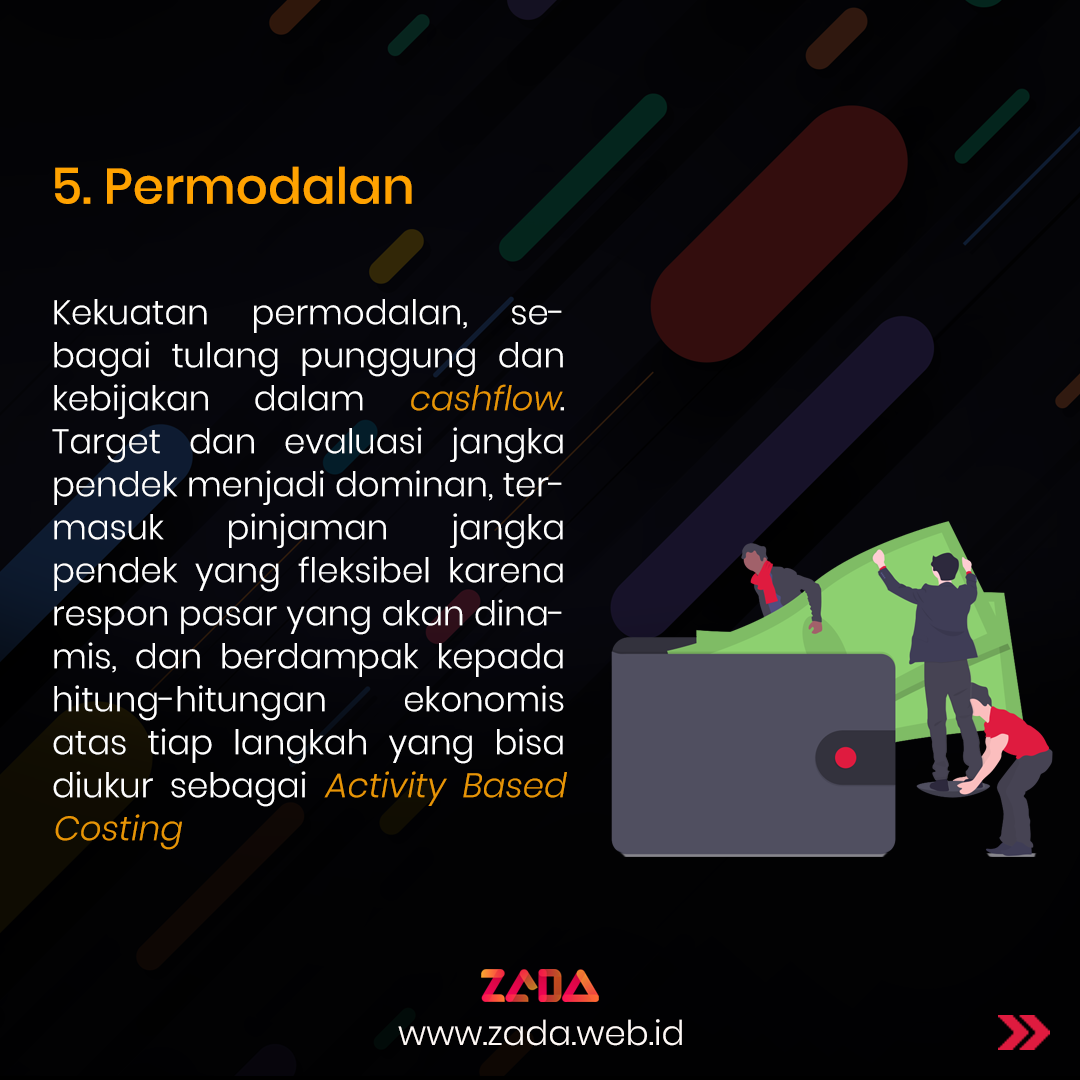 5. Permodalan
Kekuatan permodalan, se-
bagai tulang punggung dan
kebijakan dalam cashflow.
Target dan evaluasi jangka
pendek menjadi dominan, ter-
masuk pinjaman jangka
pendek yang fleksibel karena
respon pasar yang akan dina-
mis, dan berdampak kepada
hitung-hitungan ekonomis
atas tiap langkah yang bisa
diukur sebagai Activity Based
Costing
ZADA
www.zada.web.id